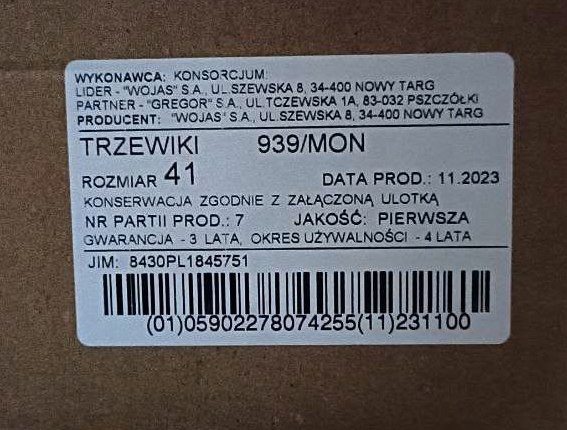 WYKONAWCA: KONSORCJUM:
LIDER - "WOJAS" S.A., UL.SZEWSKA 8, 34-400 NOWY TARG
PARTNER - "GREGOR" S.A., UL.TCZEWSKA 1A, 83-032 PSZCZÓŁKI
PRODUCENT: "WOJAS" S.A., UL.SZEWSKA 8, 34-400 NOWY TARG
TRZEWIKI 939/MON
ROZMIAR 41 DATA PROD.: 11.2023
KONSERWACJA ZGODNIE Z ZAŁĄCZONĄ ULOTKĄ
NR PARTII PROD.: 7 JAKOŚĆ: PIERWSZA
GWARANCJA - 3 LATA, OKRES UŻYWALNOŚCI - 4 LATA
JIM: 8430PL1845751
(01)05902278074255(11)231100